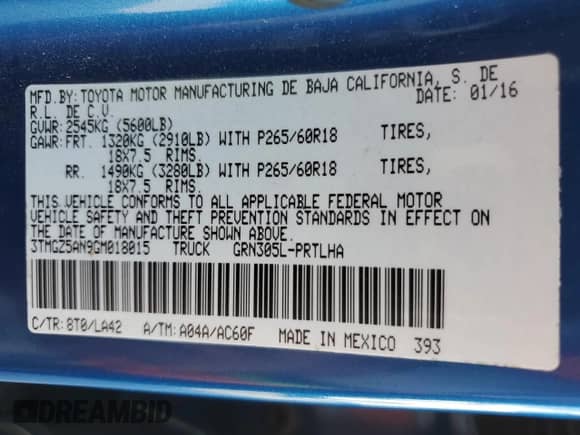 MFD.BY: TOYOTA MOTOR MANUFACTURING DE BAJA CALIFORNIA, S. DE
R.L. DE C.V. DATE: 01/16
GVWR: 2545KG (5600LB)
GAWR: FRT. 1320KG (2910LB) WITH P265/60R18 TIRES,
18X7.5 RIMS.
RR. 1490KG (3280LB) WITH P265/60R18 TIRES,
18X7.5 RIMS.
THIS VEHICLE CONFORMS TO ALL APPLICABLE FEDERAL MOTOR
VEHICLE SAFETY AND THEFT PREVENTION STANDARDS IN EFFECT ON
THE DATE OF MANUFACTURE SHOWN ABOVE.
3TMGZ5AN9GM018015 TRUCK GRN305L-PRTLHA
C/TR: 8T0/LA42 A/TM: A04A/AC60F MADE IN MEXICO 393
DREAMBID